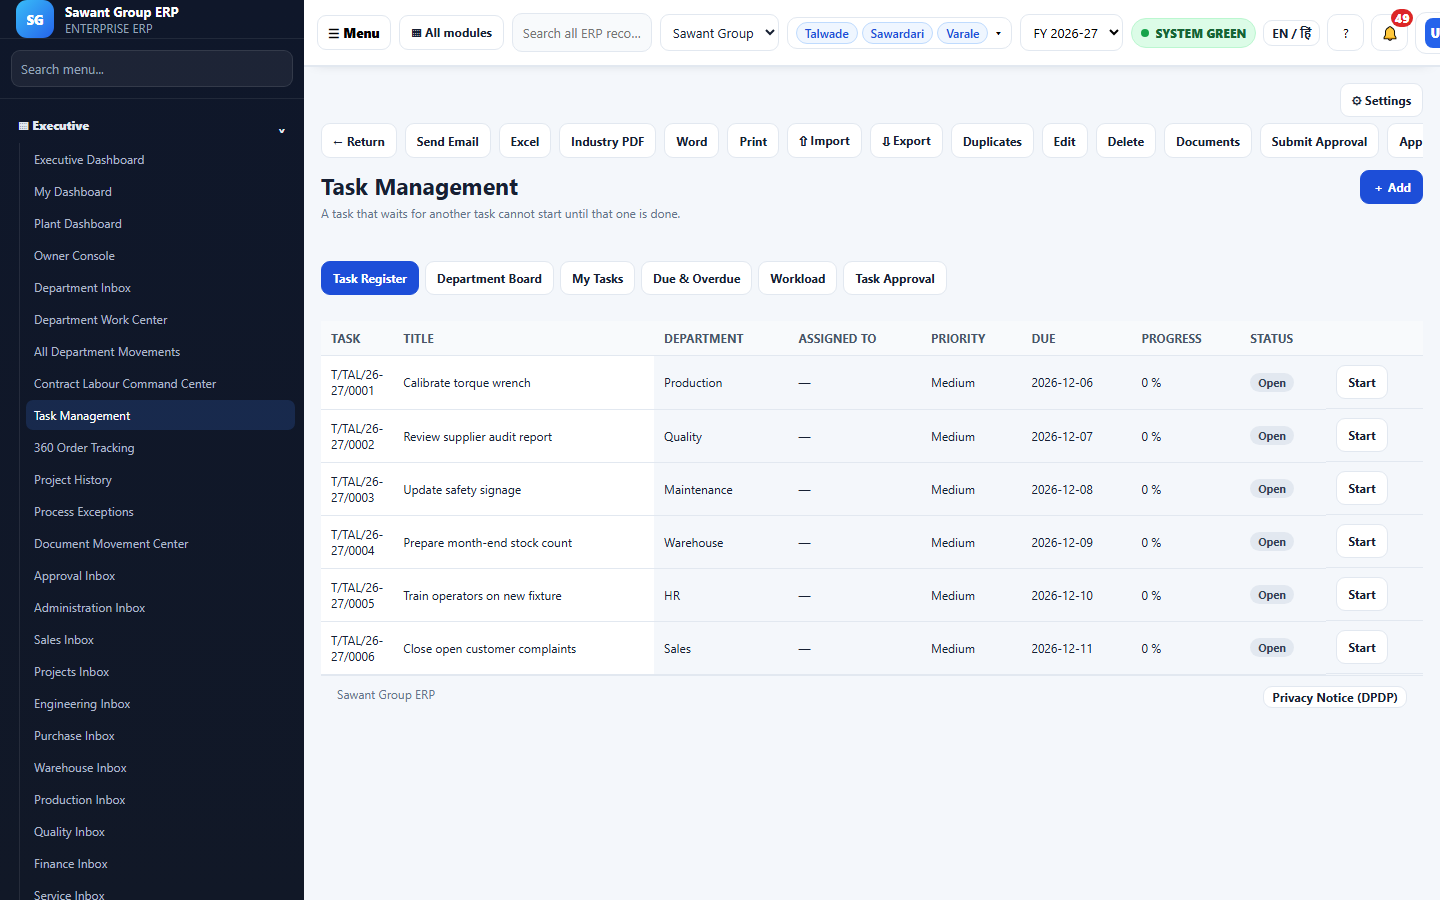 SG
Sawant Group ERP
ENTERPRISE ERP
Search menu...
Executive
Executive Dashboard
My Dashboard
Plant Dashboard
Owner Console
Department Inbox
Department Work Center
All Department Movements
Contract Labour Command Center
Task Management
360 Order Tracking
Project History
Process Exceptions
Document Movement Center
Approval Inbox
Administration Inbox
Sales Inbox
Projects Inbox
Engineering Inbox
Purchase Inbox
Warehouse Inbox
Production Inbox
Quality Inbox
Finance Inbox
Service Inbox
☰ Menu
All modules
Search all ERP reco...
Sawant Group
Talwade Sawardari Varale
FY 2026-27
SYSTEM GREEN
EN / हिं
?
49
U
Settings
← Return Send Email Excel Industry PDF Word Print ⇧ Import ⇩ Export Duplicates Edit Delete Documents Submit Approval App
Task Management
+ Add
A task that waits for another task cannot start until that one is done.
Task Register Department Board My Tasks Due & Overdue Workload Task Approval
TASK TITLE DEPARTMENT ASSIGNED TO PRIORITY DUE PROGRESS STATUS
T/TAL/26-
27/0001 Calibrate torque wrench Production — Medium 2026-12-06 0 % Open Start
T/TAL/26-
27/0002 Review supplier audit report Quality — Medium 2026-12-07 0 % Open Start
T/TAL/26-
27/0003 Update safety signage Maintenance — Medium 2026-12-08 0 % Open Start
T/TAL/26-
27/0004 Prepare month-end stock count Warehouse — Medium 2026-12-09 0 % Open Start
T/TAL/26-
27/0005 Train operators on new fixture HR — Medium 2026-12-10 0 % Open Start
T/TAL/26-
27/0006 Close open customer complaints Sales — Medium 2026-12-11 0 % Open Start
Sawant Group ERP
Privacy Notice (DPDP)